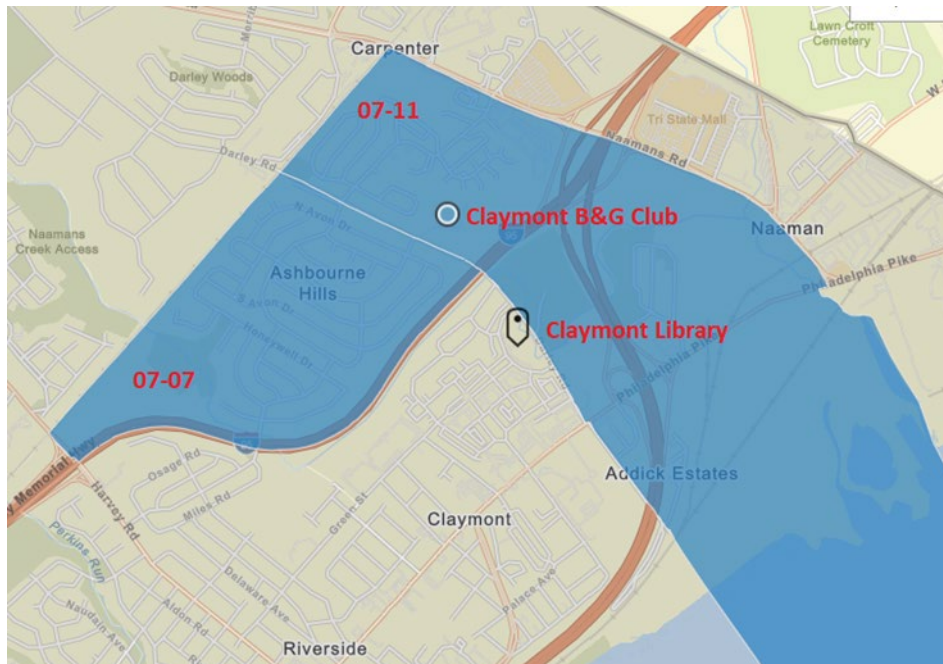 Lawn Croft
Cemetery
Carpenter
Darley Woods
07-11
Tri State Mall
Naamans Rd
Darley Rd
N Avon Dr
Claymont B&G Club
Naaman
Naamans
Creek Access
Ashbourne
Hills
Philadelphia Pike
S Avon Dr
Honeywell Dr
Claymont Library
07-07
Philadelphia Pike
Osage Rd
Addick Estates
Memorial Hwy
Miles Rd
Harvey Rd
Green St
Claymont
Perkins
Run
Delaware Ave
Palace Ave
Naudain Ave
Aldon Rd
Riverside